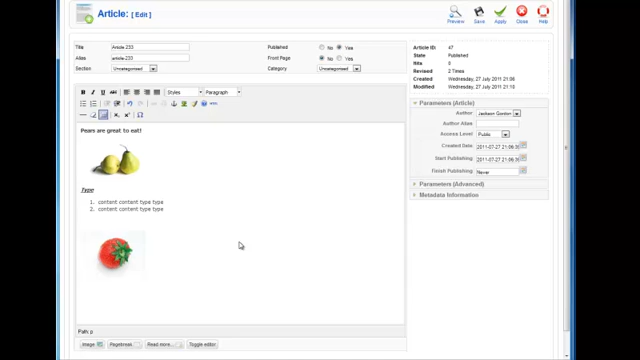 Article: [ Edit ]
Preview Save Apply Close Help
Title Article 233 Published No Yes
Alias article-233 Front Page No Yes
Section Uncategorised Category Uncategorised
Article ID: 47
State Published
Hits 0
Revised 2 Times
Created Wednesday, 27 July 2011 21:06
Modified Wednesday, 27 July 2011 21:18
B I U ABC Styles Paragraph
Parameters (Article)
Author Jackson Gordon
Author Alias
Access Level Public
Created Date 2011-07-27 21:06:3
Start Publishing 2011-07-27 21:06:3
Finish Publishing Never
Parameters (Advanced)
Metadata Information
Pears are great to eat!
Type
1. content content type type
2. content content type type
Path: p
Image Pagebreak Read more... Toggle editor